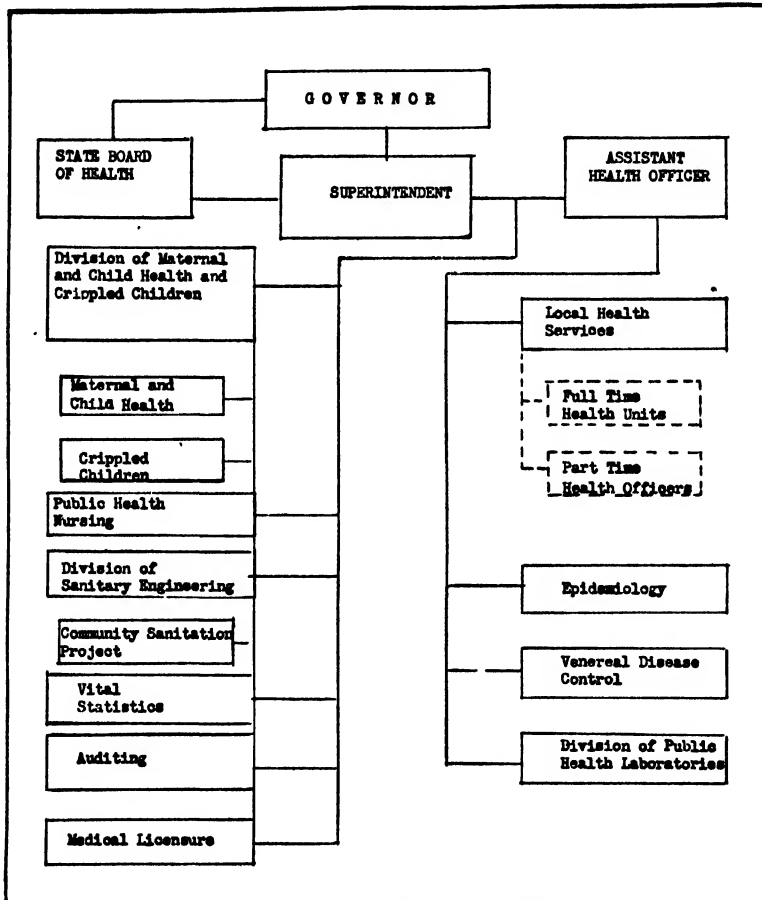 GOVERNOR
STATE BOARD
OF HEALTH
SUPERINTENDENT
ASSISTANT
HEALTH OFFICER
Division of Maternal
and Child Health and
Crippled Children
Maternal and
Child Health
Crippled
Children
Public Health
Nursing
Division of
Sanitary Engineering
Community Sanitation
Project
Vital
Statistics
Auditing
Medical Licensure
Local Health
Services
Full Time
Health Units
Part Time
Health Officers
Epidemiology
Venereal Disease
Control
Division of Public
Health Laboratories